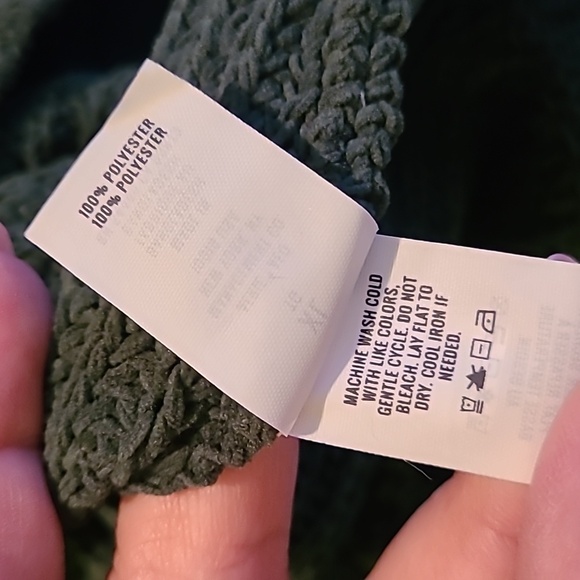 100% POLYESTER
100% POLYESTER
MACHINE WASH COLD
WITH LIKE COLORS,
GENTLE CYCLE. DO NOT
BLEACH. LAY FLAT TO
DRY. COOL IRON IF
NEEDED.